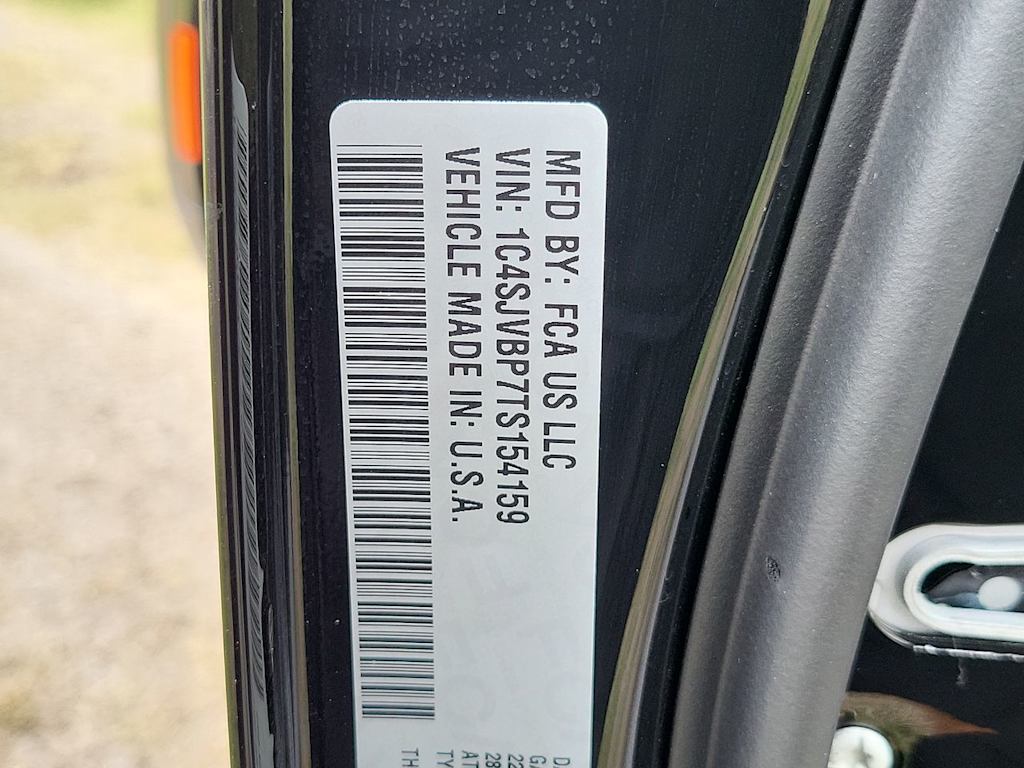 MFD BY: FCA US LLC
VIN: 1C4SJVBP7TS154159
VEHICLE MADE IN: U.S.A.